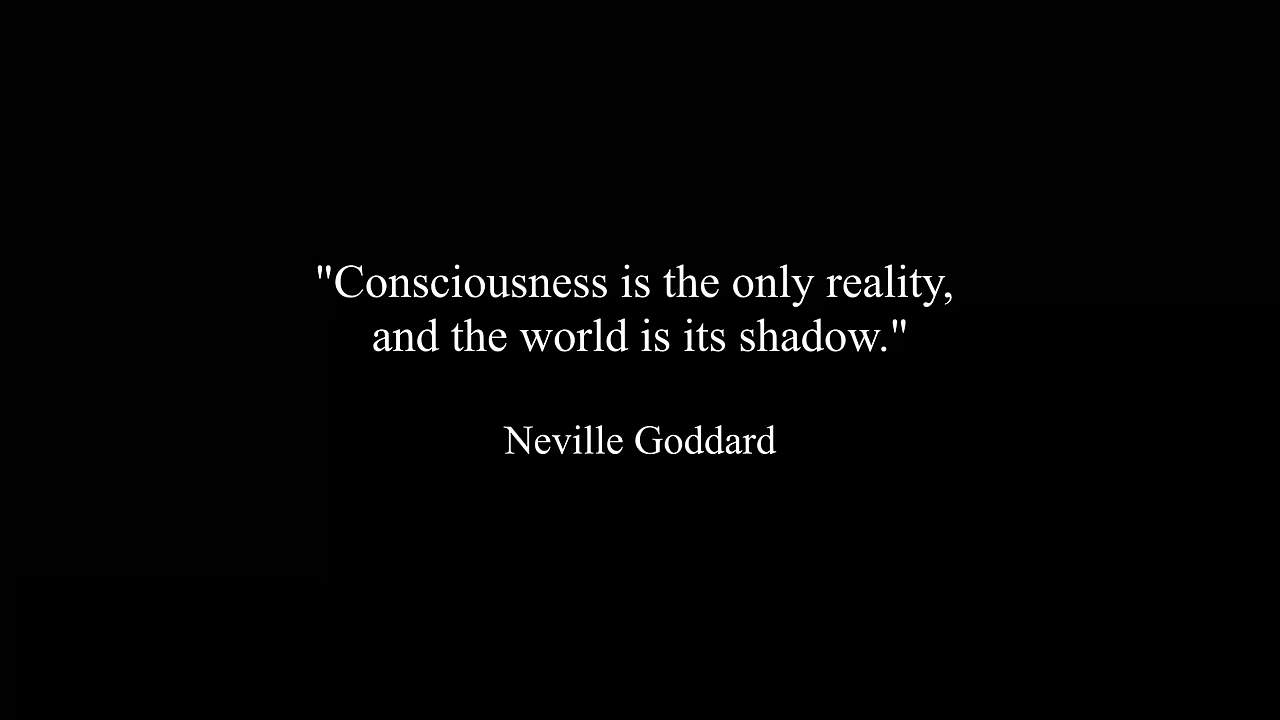 "Consciousness is the only reality,
and the world is its shadow."
Neville Goddard